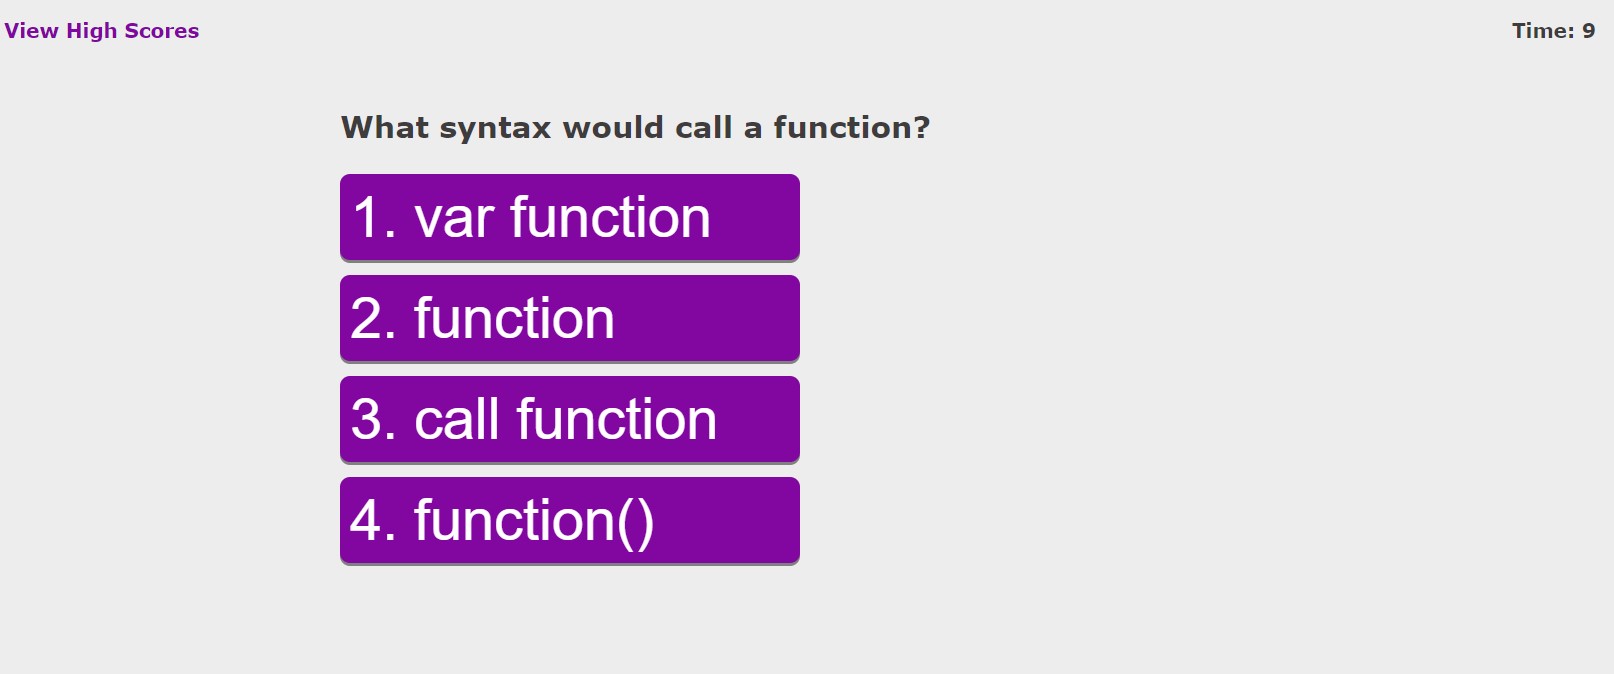 View High Scores
Time: 9
What syntax would call a function?
1. var function
2. function
3. call function
4. function()